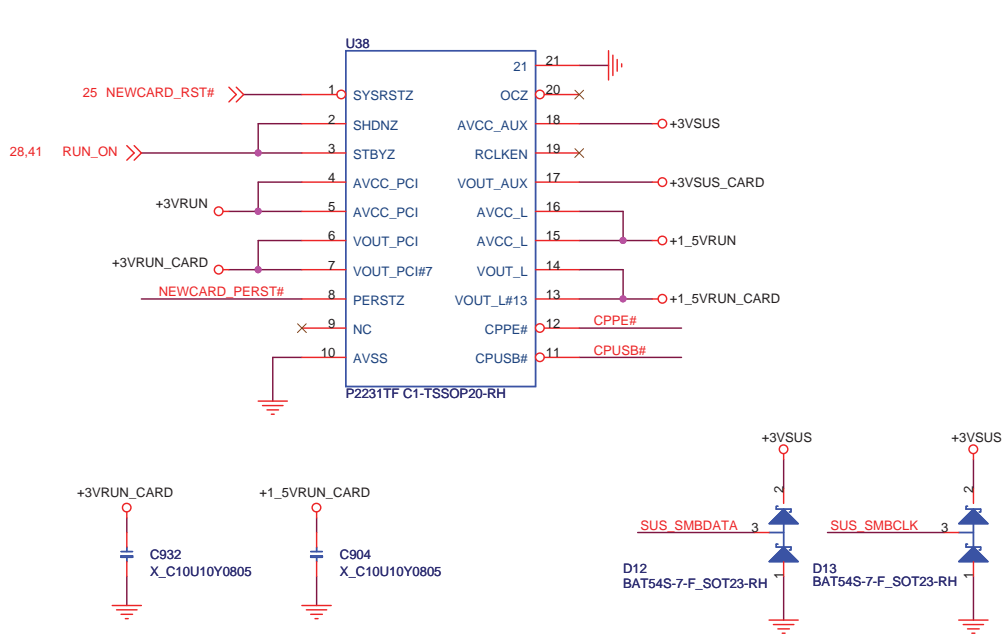 U38
21 21
25 NEWCARD_RST# 1 SYSRSTZ OCZ 20
2 SHDNZ AVCC_AUX 18 +3VSUS
28,41 RUN_ON 3 STBYZ RCLKEN 19
4 AVCC_PCI VOUT_AUX 17 +3VSUS_CARD
+3VRUN 5 AVCC_PCI AVCC_L 16
6 VOUT_PCI AVCC_L 15 +1_5VRUN
+3VRUN_CARD 7 VOUT_PCI#7 VOUT_L 14
NEWCARD_PERST# 8 PERSTZ VOUT_L#13 13 +1_5VRUN_CARD
9 NC CPPE# 12 CPPE#
10 AVSS CPUSB# 11 CPUSB#
P2231TF C1-TSSOP20-RH
+3VSUS +3VSUS
+3VRUN_CARD +1_5VRUN_CARD
2 2
SUS_SMBDATA 3 SUS_SMBCLK 3
C932 C904
X_C10U10Y0805 X_C10U10Y0805
D12 D13
BAT54S-7-F_SOT23-RH BAT54S-7-F_SOT23-RH
1 1